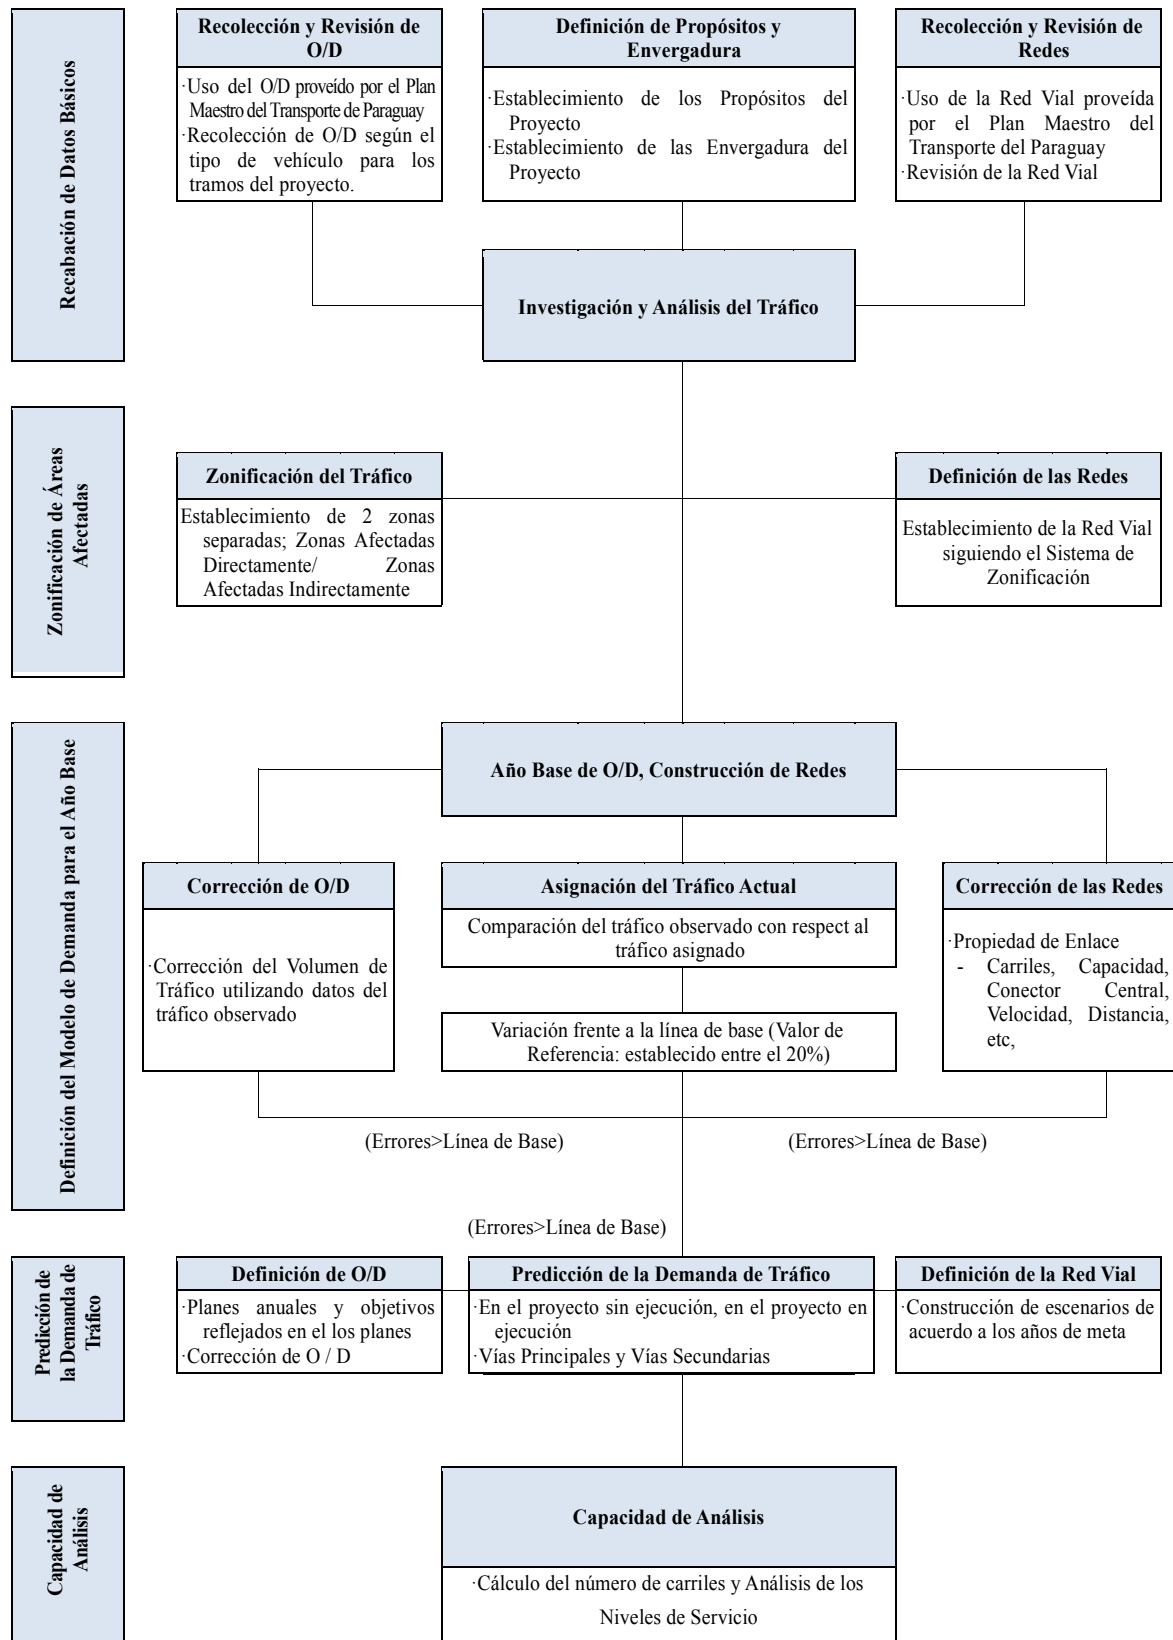 Recabación de Datos Básicos
Recolección y Revisión de
O/D
·Uso del O/D proveído por el Plan
Maestro del Transporte de Paraguay
·Recolección de O/D según el
tipo de vehículo para los
tramos del proyecto.
Definición de Propósitos y
Envergadura
·Establecimiento de los Propósitos del
Proyecto
·Establecimiento de las Envergadura del
Proyecto
Recolección y Revisión de
Redes
·Uso de la Red Vial proveída
por el Plan Maestro del
Transporte del Paraguay
·Revisión de la Red Vial
Investigación y Análisis del Tráfico
Zonificación de Áreas
Afectadas
Zonificación del Tráfico
Establecimiento de 2 zonas
separadas; Zonas Afectadas
Directamente/ Zonas
Afectadas Indirectamente
Definición de las Redes
Establecimiento de la Red Vial
siguiendo el Sistema de
Zonificación
Definición del Modelo de Demanda para el Año Base
Año Base de O/D, Construcción de Redes
Corrección de O/D
·Corrección del Volumen de
Tráfico utilizando datos del
tráfico observado
Asignación del Tráfico Actual
Comparación del tráfico observado con respect al
tráfico asignado
Variación frente a la línea de base (Valor de
Referencia: establecido entre el 20%)
Corrección de las Redes
·Propiedad de Enlace
- Carriles, Capacidad,
Conector Central,
Velocidad, Distancia,
etc,
(Errores>Línea de Base)
(Errores>Línea de Base)
(Errores>Línea de Base)
Predicción de
la Demanda de
Tráfico
Definición de O/D
·Planes anuales y objetivos
reflejados en el los planes
·Corrección de O / D
Predicción de la Demanda de Tráfico
·En el proyecto sin ejecución, en el proyecto en
ejecución
·Vías Principales y Vías Secundarias
Definición de la Red Vial
·Construcción de escenarios de
acuerdo a los años de meta
Capacidad de
Análisis
Capacidad de Análisis
·Cálculo del número de carriles y Análisis de los
Niveles de Servicio